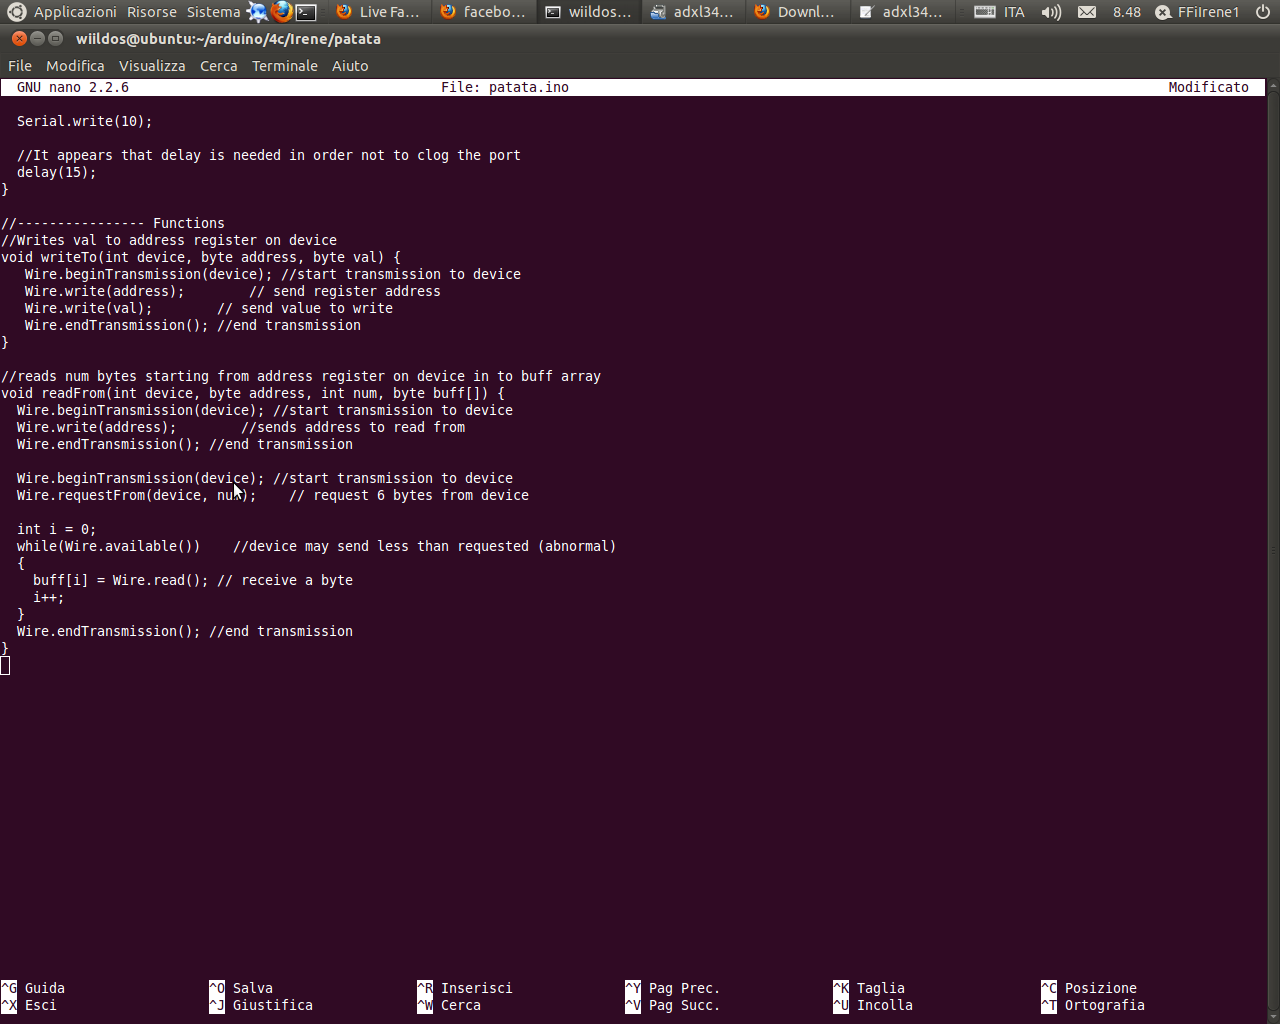 Applicazioni Risorse Sistema Live Fa... facebo... wiildos... adxl34... Downl... adxl34... ITA 8.48 FFiIrene1
wiildos@ubuntu:~/arduino/4c/Irene/patata
File Modifica Visualizza Cerca Terminale Aiuto
GNU nano 2.2.6 File: patata.ino Modificato
Serial.write(10);
//It appears that delay is needed in order not to clog the port
delay(15);
}
//---------------- Functions
//Writes val to address register on device
void writeTo(int device, byte address, byte val) {
Wire.beginTransmission(device); //start transmission to device
Wire.write(address); // send register address
Wire.write(val); // send value to write
Wire.endTransmission(); //end transmission
}
//reads num bytes starting from address register on device in to buff array
void readFrom(int device, byte address, int num, byte buff[]) {
Wire.beginTransmission(device); //start transmission to device
Wire.write(address); //sends address to read from
Wire.endTransmission(); //end transmission
Wire.beginTransmission(device); //start transmission to device
Wire.requestFrom(device, num); // request 6 bytes from device
int i = 0;
while(Wire.available()) //device may send less than requested (abnormal)
{
buff[i] = Wire.read(); // receive a byte
i++;
}
Wire.endTransmission(); //end transmission
}
^G Guida ^O Salva ^R Inserisci ^Y Pag Prec. ^K Taglia ^C Posizione
^X Esci ^J Giustifica ^W Cerca ^V Pag Succ. ^U Incolla ^T Ortografia